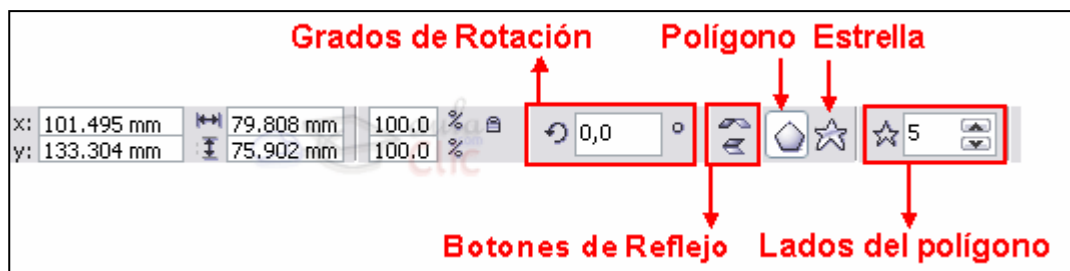 Grados de Rotación Polígono Estrella
x: 101.495 mm 79.808 mm 100.0 % 0,0 ° 5
y: 133.304 mm 75.902 mm 100.0 %
clic
Botones de Reflejo Lados del polígono